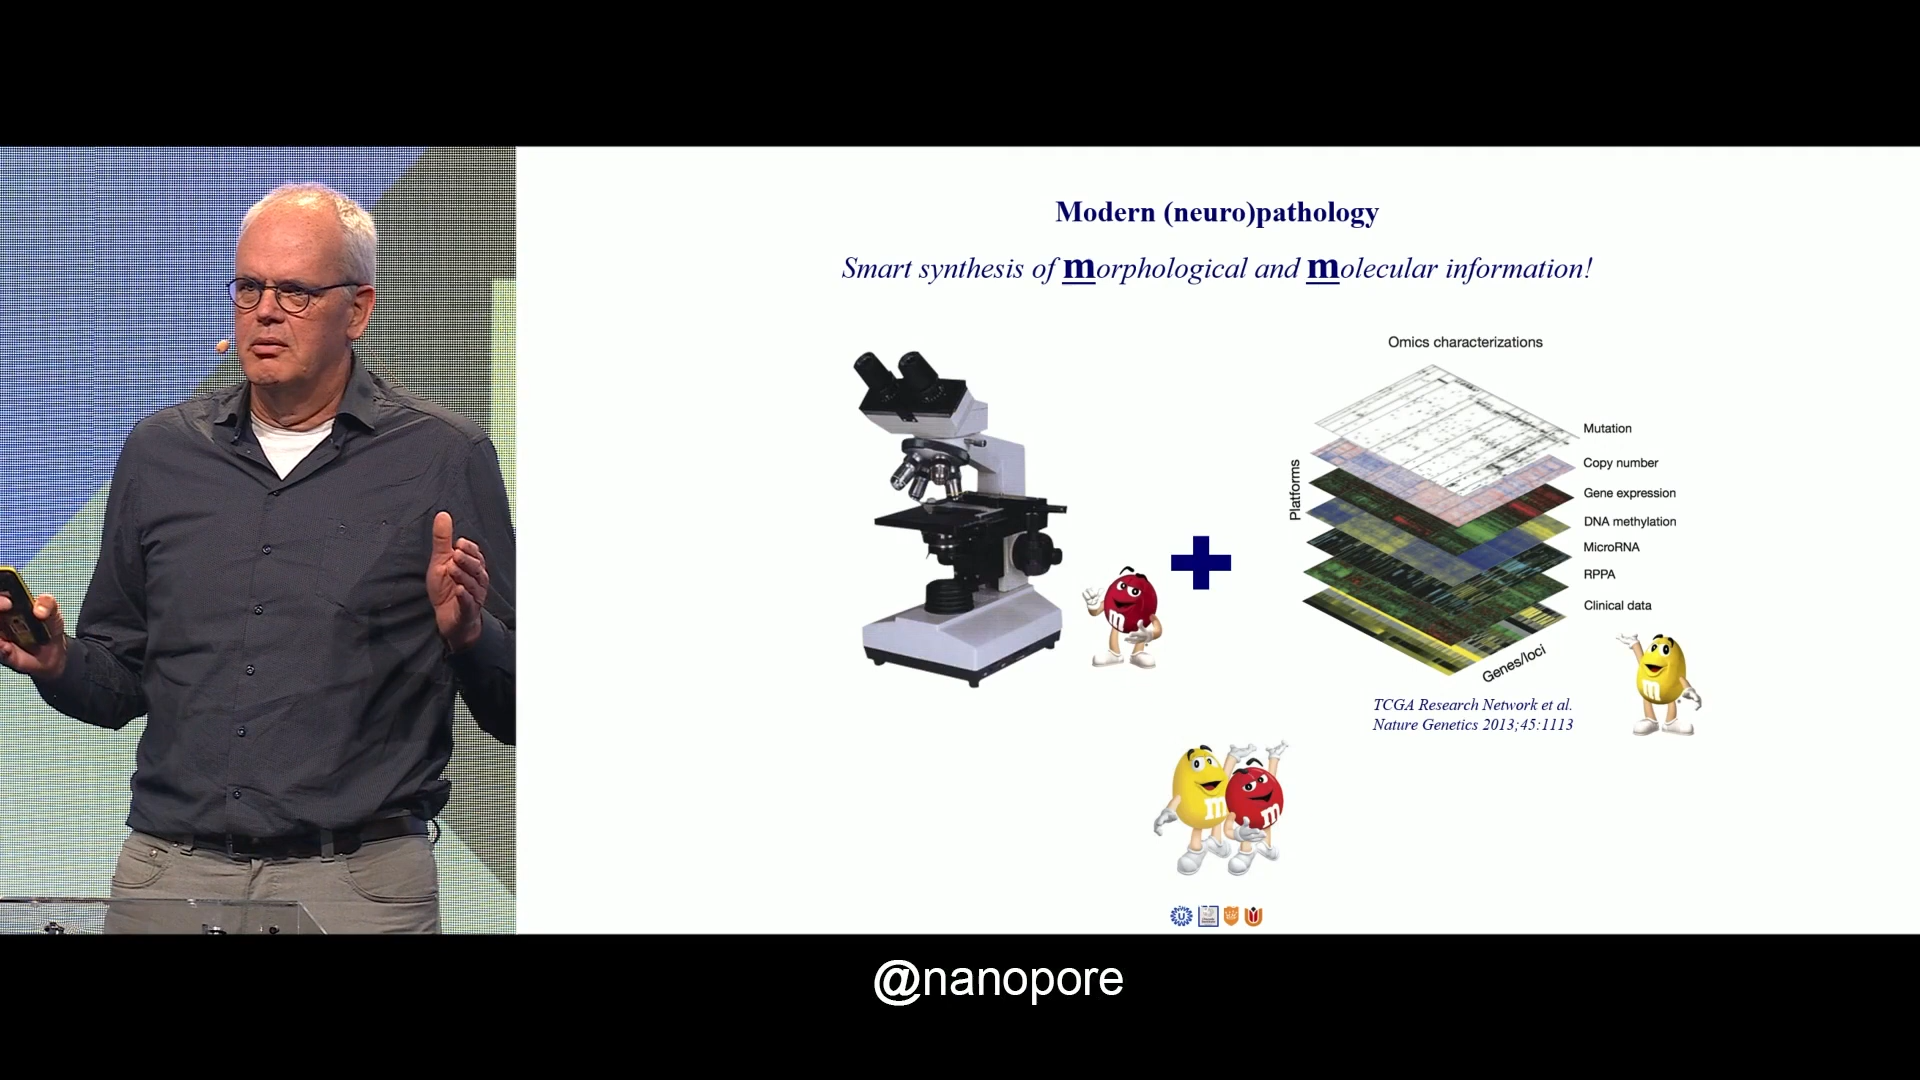 Modern (neuro)pathology
Smart synthesis of morphological and molecular information!
Omics characterizations
Platforms
Mutation
Copy number
Gene expression
DNA methylation
MicroRNA
RPPA
Clinical data
Genes/loci
m
m
TCGA Research Network et al.
Nature Genetics 2013;45:1113
m
m
U
@nanopore